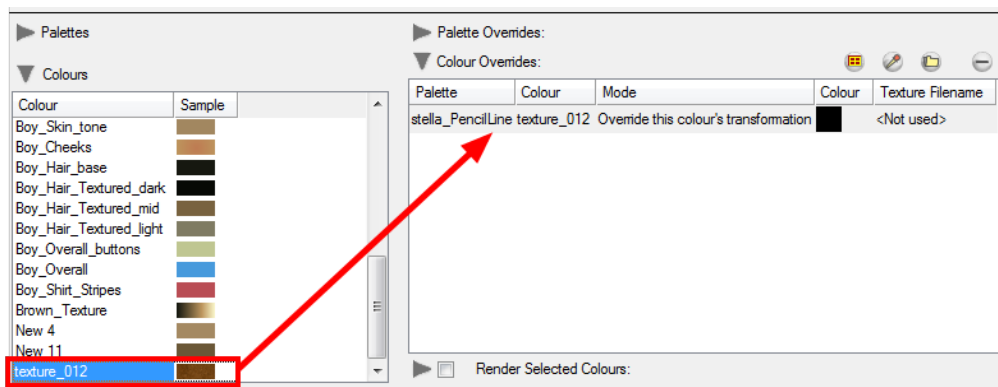 Palettes
Colours
Colour Sample
Boy_Skin_tone
Boy_Cheeks
Boy_Hair_base
Boy_Hair_Textured_dark
Boy_Hair_Textured_mid
Boy_Hair_Textured_light
Boy_Overall_buttons
Boy_Overall
Boy_Shirt_Stripes
Brown_Texture
New 4
New 11
texture_012
Palette Overrides:
Colour Overrides:
Palette Colour Mode Colour Texture Filename
stella_PencilLine texture_012 Override this colour's transformation <Not used>
Render Selected Colours: